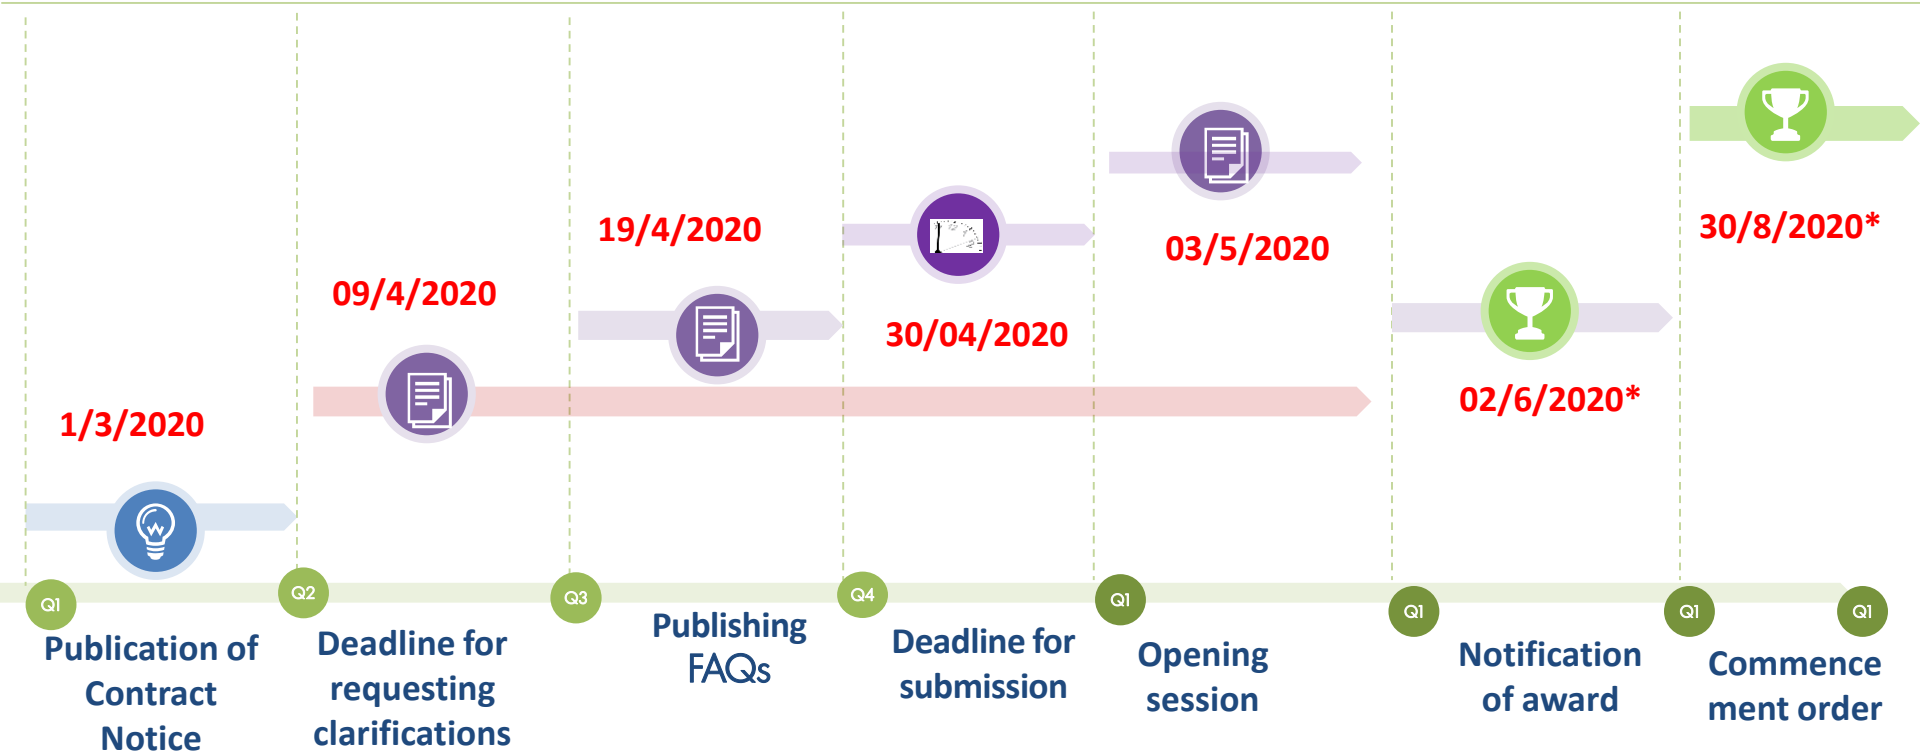 1/3/2020
09/4/2020
19/4/2020
30/04/2020
03/5/2020
02/6/2020*
30/8/2020*
Q1
Q2
Q3
Q4
Q1
Q1
Q1
Q1
Publication of
Contract
Notice
Deadline for
requesting
clarifications
Publishing
FAQs
Deadline for
submission
Opening
session
Notification
of award
Commence
ment order